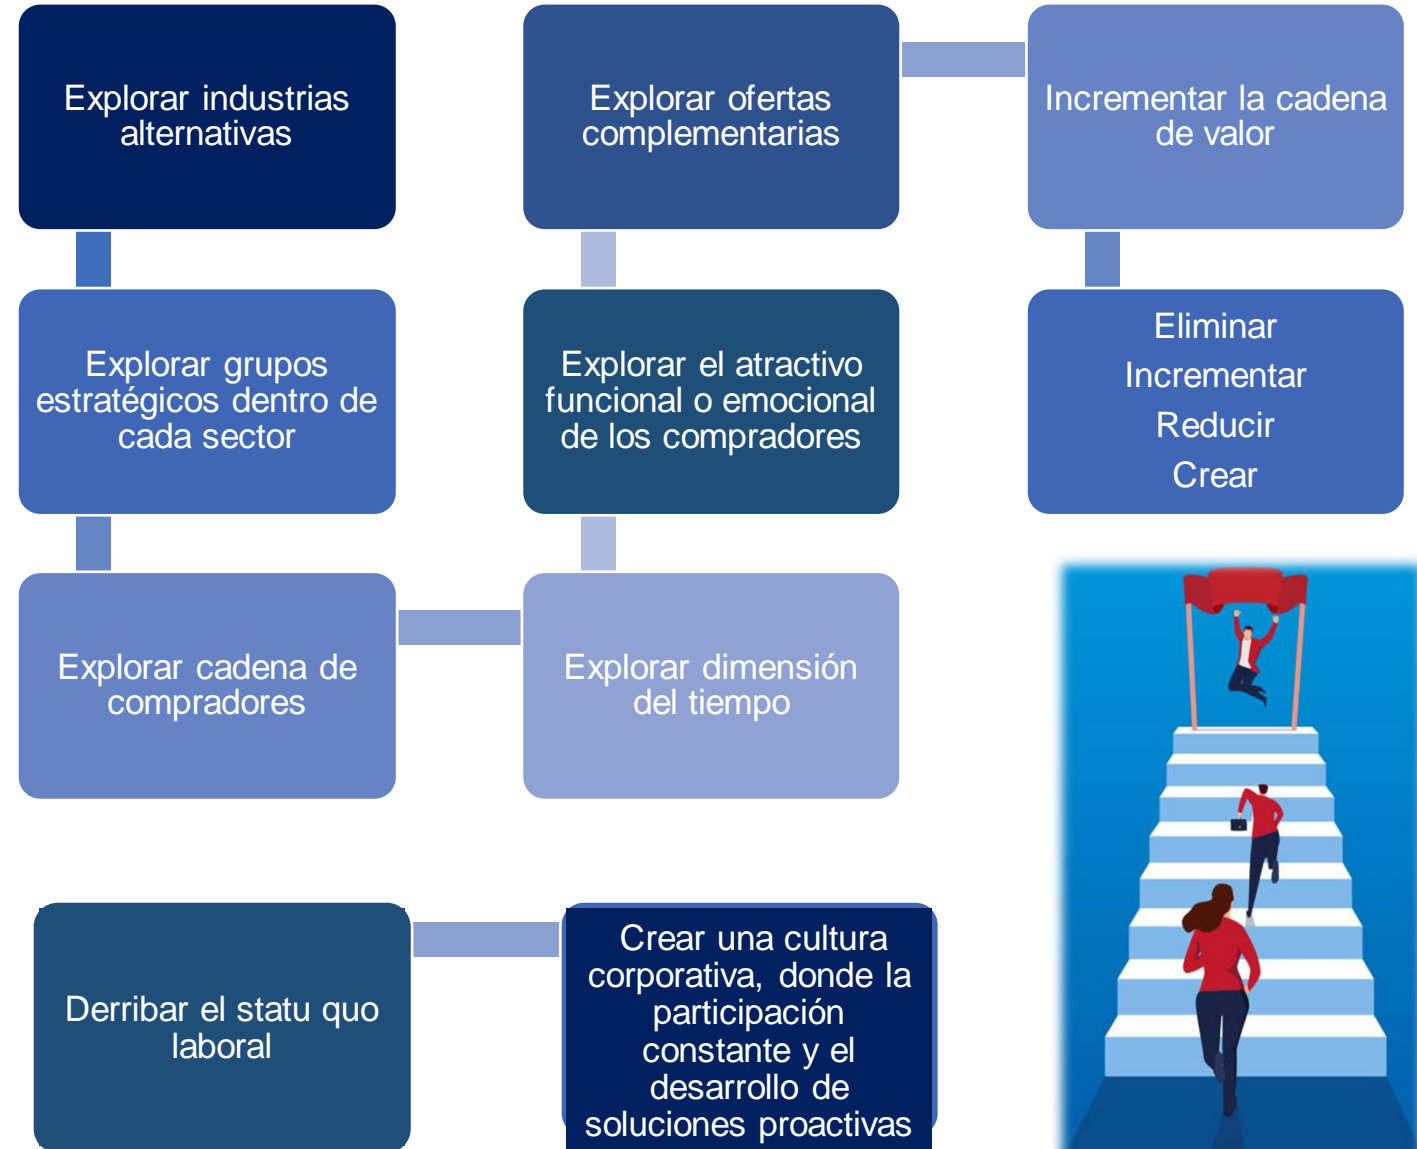 Explorar industrias
alternativas
Explorar grupos
estratégicos dentro de
cada sector
Explorar cadena de
compradores
Explorar dimensión
del tiempo
Explorar el atractivo
funcional o emocional
de los compradores
Explorar ofertas
complementarias
Incrementar la cadena
de valor
Eliminar
Incrementar
Reducir
Crear
Derribar el statu quo
laboral
Crear una cultura
corporativa, donde la
participación
constante y el
desarrollo de
soluciones proactivas